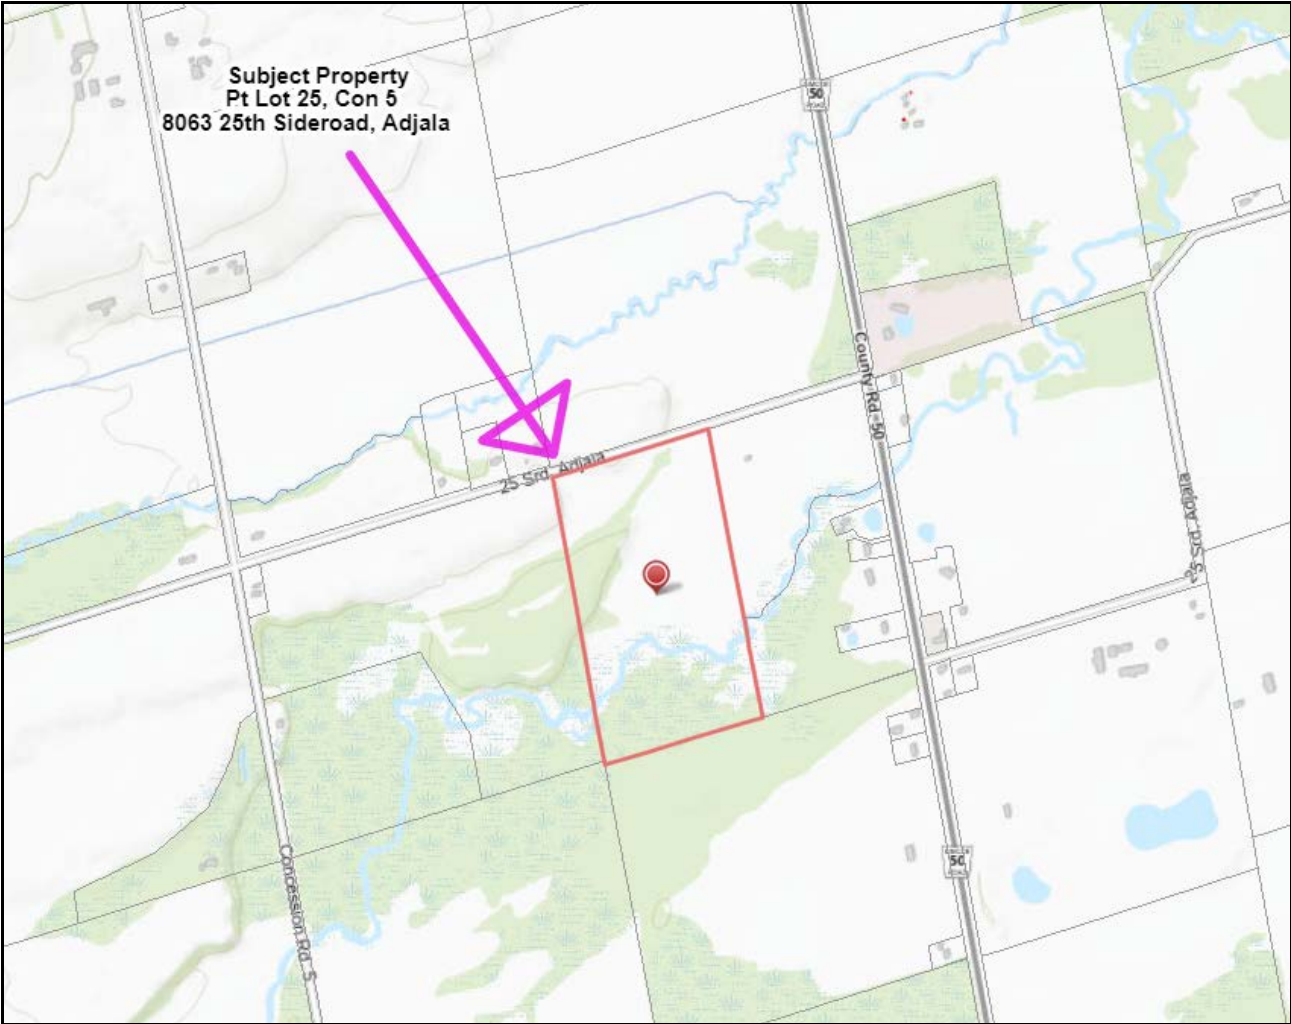 Subject Property
Pt Lot 25, Con 5
8063 25th Sideroad, Adjala
50
County Rd. 50
25 Srd, Adjala
25 Srd, Adjala
Concession Rd. 5
50